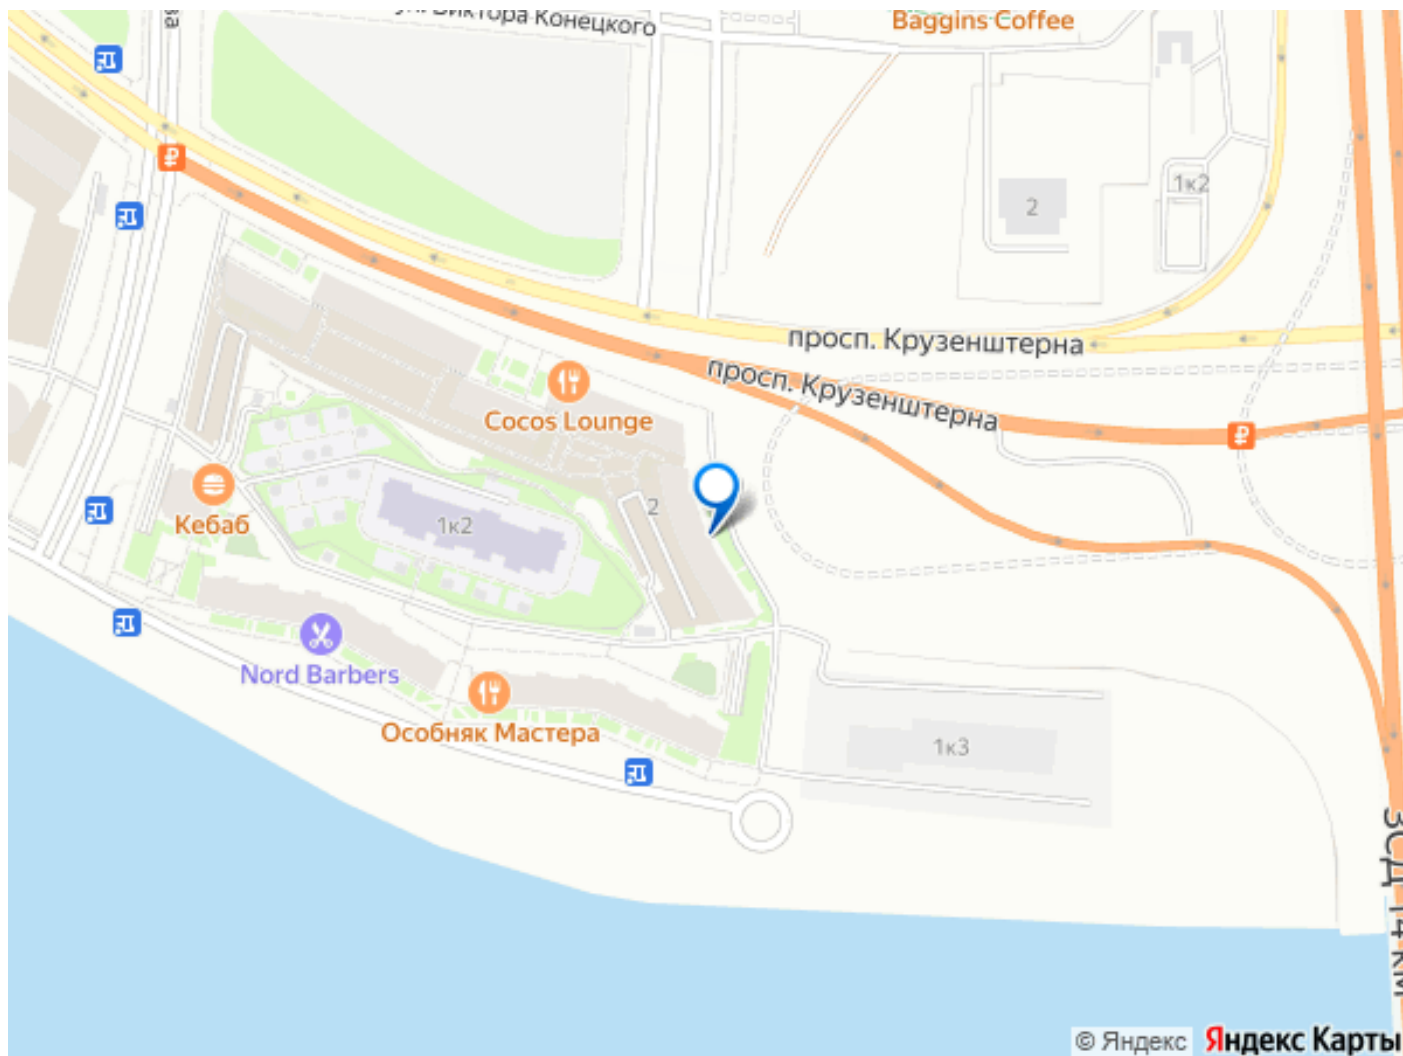 ул. Виктора Конецкого
Baggins Coffee
ва
1к2
2
просп. Крузенштерна
просп. Крузенштерна
Cocos Lounge
2
Кебаб
1к2
Nord Barbers
Особняк Мастера
1к3
ЗСД 14 км
© Яндекс Яндекс Карты